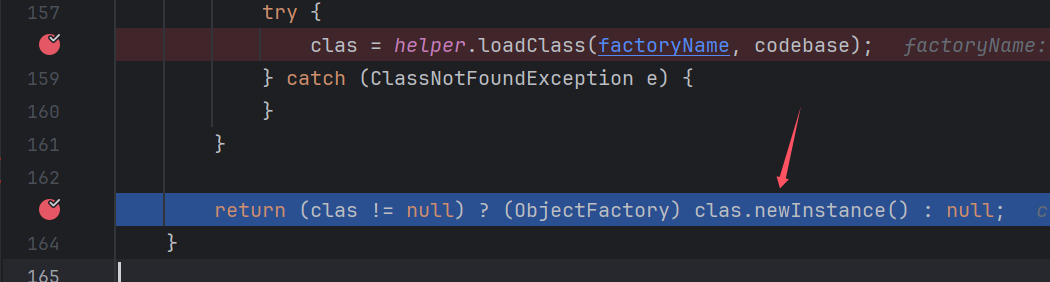 157 try {
clas = helper.loadClass(factoryName, codebase); factoryName:
159 } catch (ClassNotFoundException e) {
160 }
161 }
162
return (clas != null) ? (ObjectFactory) clas.newInstance() : null; c
164 }
165